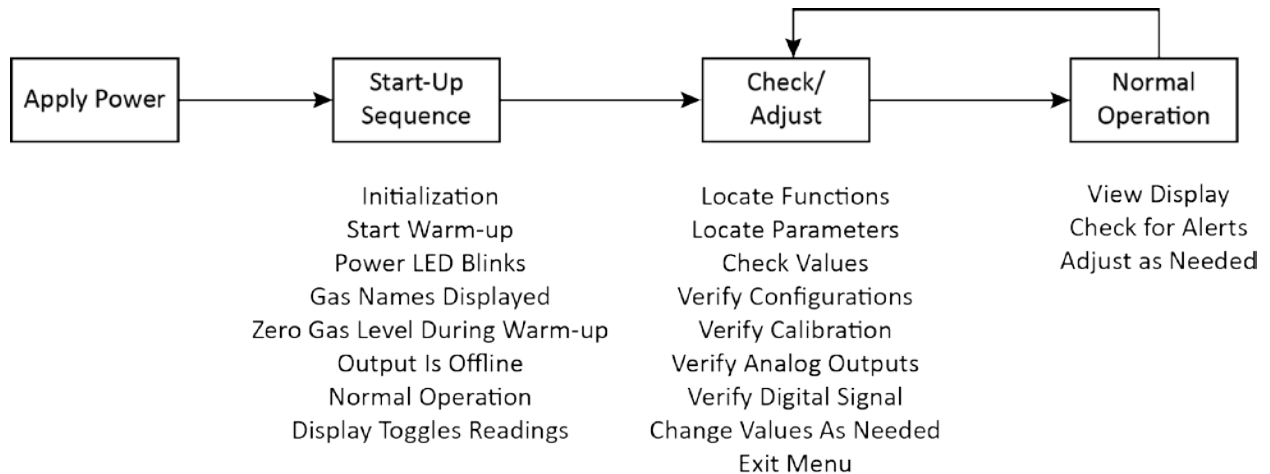 Apply Power
Start-Up
Sequence
Check/
Adjust
Normal
Operation
Initialization
Start Warm-up
Power LED Blinks
Gas Names Displayed
Zero Gas Level During Warm-up
Output Is Offline
Normal Operation
Display Toggles Readings
Locate Functions
Locate Parameters
Check Values
Verify Configurations
Verify Calibration
Verify Analog Outputs
Verify Digital Signal
Change Values As Needed
Exit Menu
View Display
Check for Alerts
Adjust as Needed